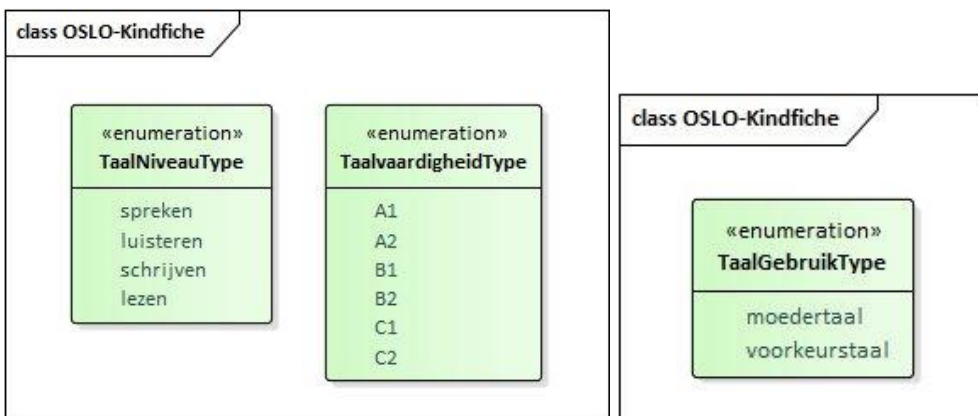 class OSLO-Kindfiche
«enumeration»
TaalNiveauType
spreken
luisteren
schrijven
lezen
«enumeration»
TaalvaardigheidType
A1
A2
B1
B2
C1
C2
class OSLO-Kindfiche
«enumeration»
TaalGebruikType
moedertaal
voorkeurstaal